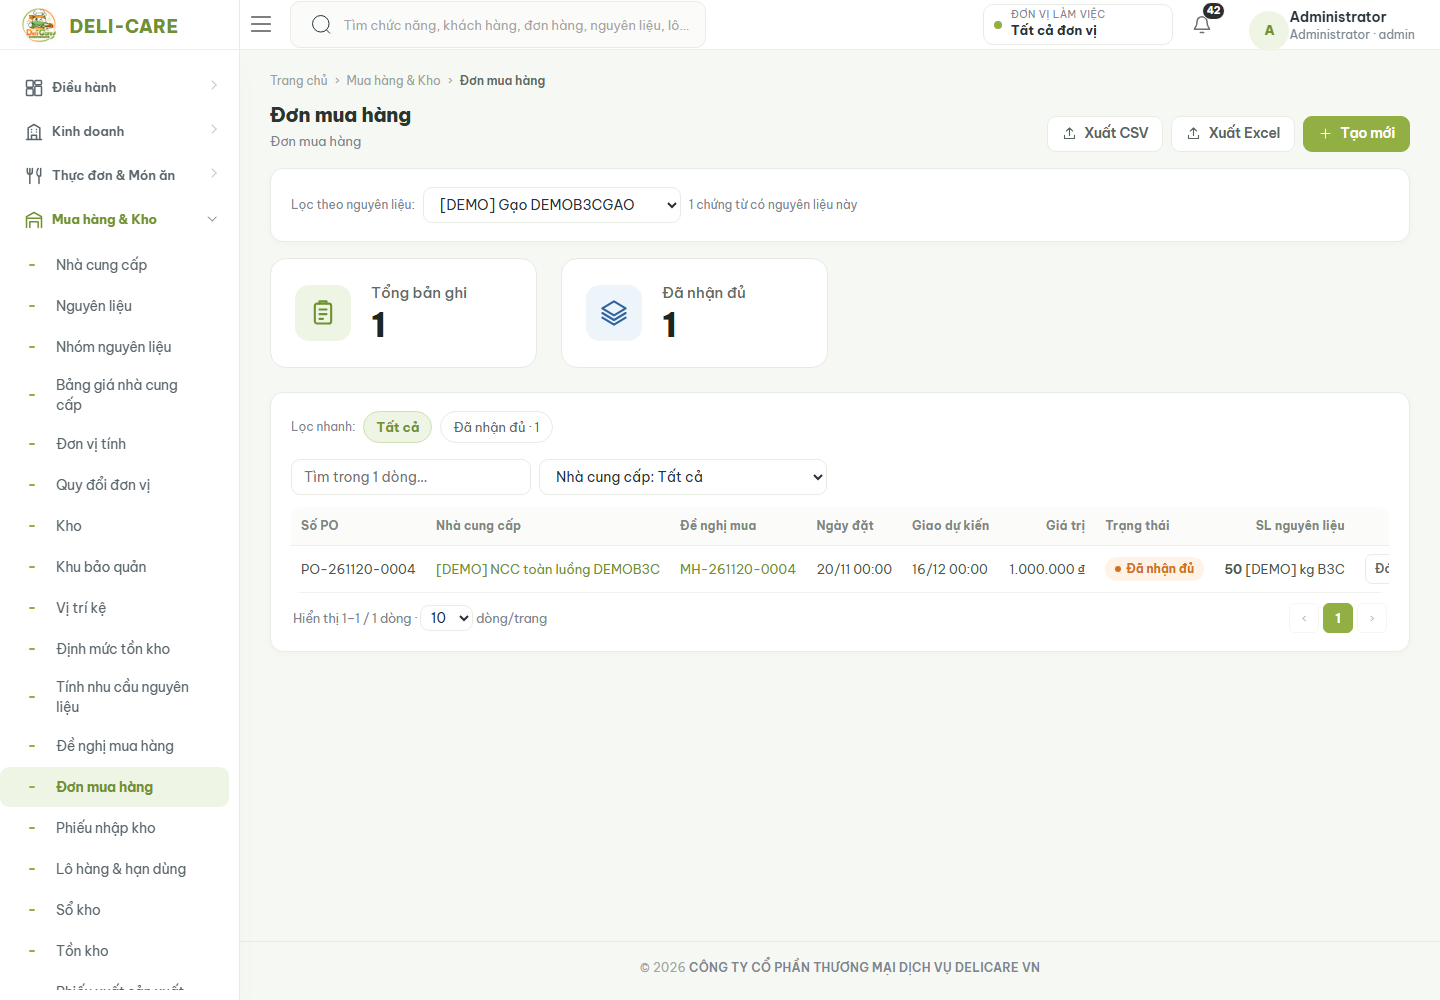 DELI-CARE
Tìm chức năng, khách hàng, đơn hàng, nguyên liệu, lô...
ĐƠN VỊ LÀM VIỆC
Tất cả đơn vị
42
A
Administrator
Administrator · admin
Điều hành
Kinh doanh
Thực đơn & Món ăn
Mua hàng & Kho
Nhà cung cấp
Nguyên liệu
Nhóm nguyên liệu
Bảng giá nhà cung
cấp
Đơn vị tính
Quy đổi đơn vị
Kho
Khu bảo quản
Vị trí kệ
Định mức tồn kho
Tính nhu cầu nguyên
liệu
Đề nghị mua hàng
Đơn mua hàng
Phiếu nhập kho
Lô hàng & hạn dùng
Sổ kho
Tồn kho
Phiếu xuất sản xuất
Trang chủ › Mua hàng & Kho › Đơn mua hàng
Đơn mua hàng
Đơn mua hàng
Xuất CSV
Xuất Excel
+ Tạo mới
Lọc theo nguyên liệu: [DEMO] Gạo DEMOB3CGAO 1 chứng từ có nguyên liệu này
Tổng bản ghi
1
Đã nhận đủ
1
Lọc nhanh: Tất cả Đã nhận đủ · 1
Tìm trong 1 dòng... Nhà cung cấp: Tất cả
Số PO Nhà cung cấp Đề nghị mua Ngày đặt Giao dự kiến Giá trị Trạng thái SL nguyên liệu
PO-261120-0004 [DEMO] NCC toàn luồng DEMOB3C MH-261120-0004 20/11 00:00 16/12 00:00 1.000.000 ₫ Đã nhận đủ 50 [DEMO] kg B3C
Hiển thị 1–1 / 1 dòng · 10 dòng/trang
‹ 1 ›
© 2026 CÔNG TY CỔ PHẦN THƯƠNG MẠI DỊCH VỤ DELICARE VN